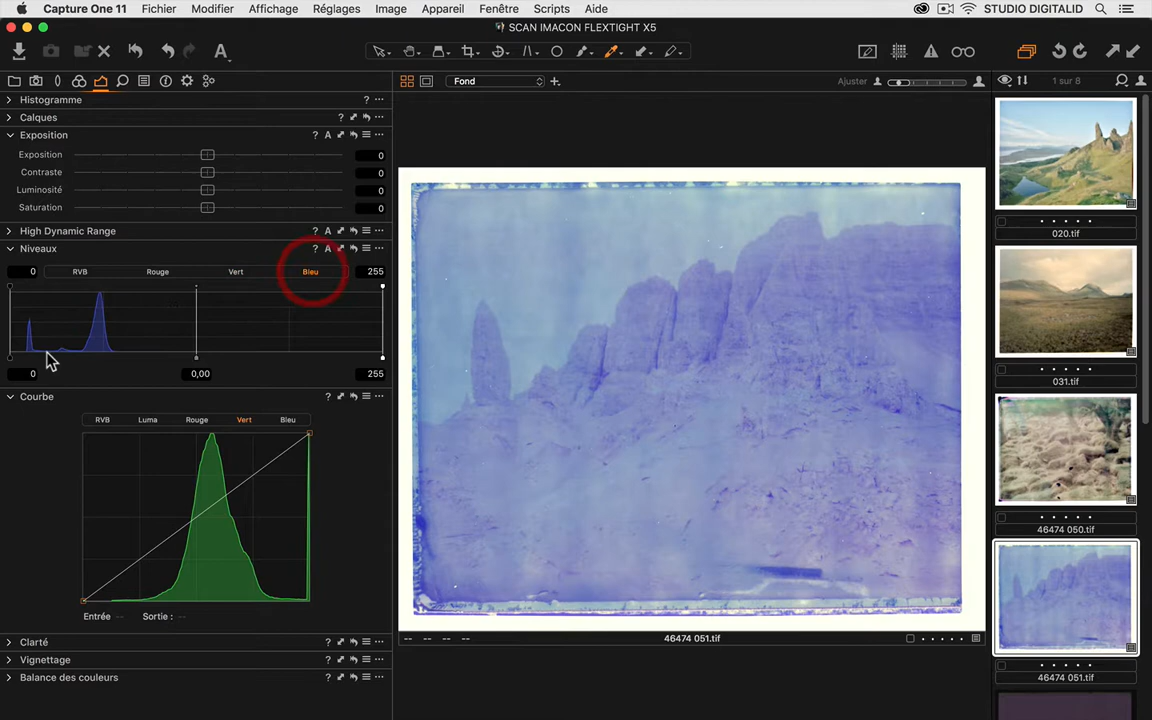 Capture One 11 Fichier Modifier Affichage Réglages Image Appareil Fenêtre Scripts Aide STUDIO DIGITALID
SCAN IMACON FLEXTIGHT X5
A
Fond
Ajuster
1 sur 8
Histogramme ?
Calques ?
Exposition ? A
Exposition 0
Contraste 0
Luminosité 0
Saturation 0
High Dynamic Range ? A
Niveaux ? A
0 RVB Rouge Vert Bleu 255
0 0,00 255
Courbe ?
RVB Luma Rouge Vert Bleu
Entrée -- Sortie : --
Clarté ?
Vignettage ?
Balance des couleurs ?
-- -- -- -- 46474 051.tif
020.tif
031.tif
46474 050.tif
46474 051.tif